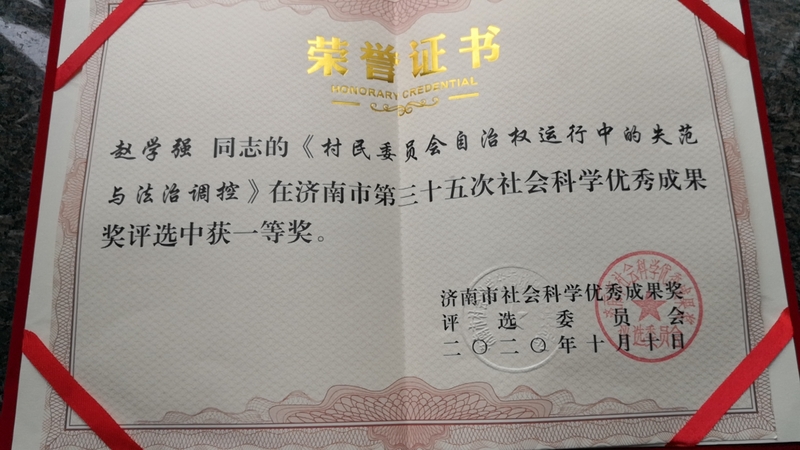 荣誉证书
HONORARY CREDENTIAL
赵学强 同志的《村民委员会自治权运行中的失范
与法治调控》在济南市第三十五次社会科学优秀成果
奖评选中获一等奖。
济南市社会科学优秀成果奖
评选委员会
二〇二〇年十月十日